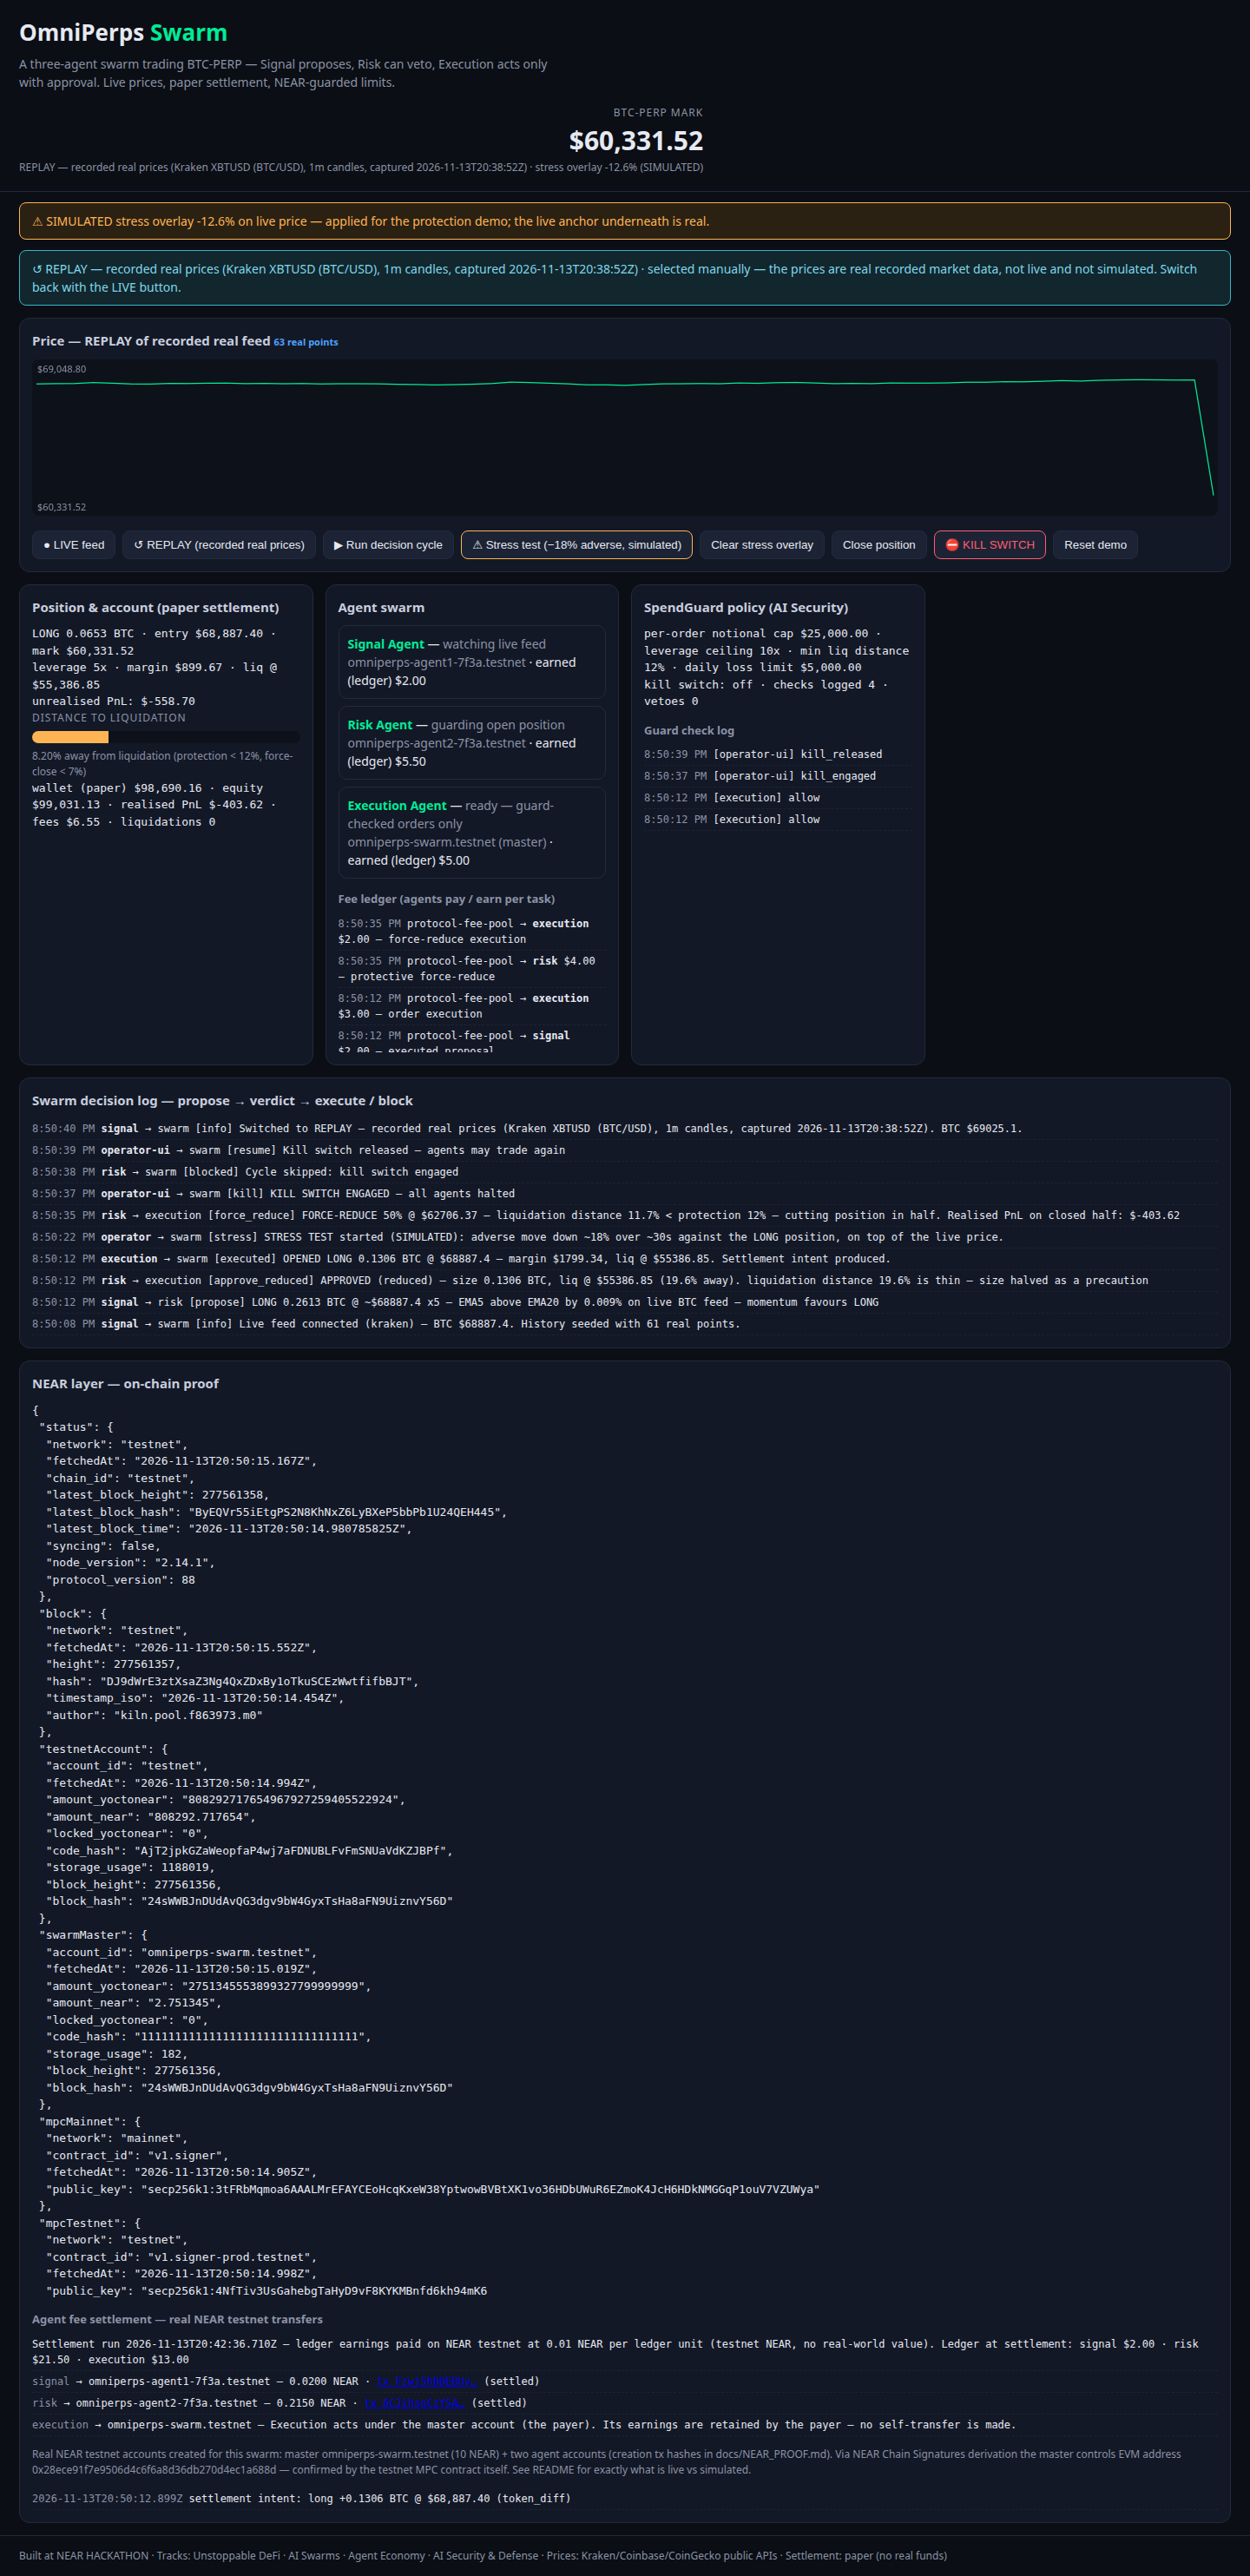 OmniPerps Swarm
A three-agent swarm trading BTC-PERP — Signal proposes, Risk can veto, Execution acts only
with approval. Live prices, paper settlement, NEAR-guarded limits.
BTC-PERP MARK
$60,331.52
REPLAY — recorded real prices (Kraken XBTUSD (BTC/USD), 1m candles, captured 2026-11-13T20:38:52Z) · stress overlay -12.6% (SIMULATED)
⚠ SIMULATED stress overlay -12.6% on live price — applied for the protection demo; the live anchor underneath is real.
↺ REPLAY — recorded real prices (Kraken XBTUSD (BTC/USD), 1m candles, captured 2026-11-13T20:38:52Z) · selected manually — the prices are real recorded market data, not live and not simulated. Switch
back with the LIVE button.
Price — REPLAY of recorded real feed 63 real points
$69,048.80
$60,331.52
● LIVE feed
↺ REPLAY (recorded real prices)
▶ Run decision cycle
⚠ Stress test (−18% adverse, simulated)
Clear stress overlay
Close position
⛔ KILL SWITCH
Reset demo
Position & account (paper settlement)
LONG 0.0653 BTC · entry $68,887.40 ·
mark $60,331.52
leverage 5x · margin $899.67 · liq @
$55,386.85
unrealised PnL: $-558.70
DISTANCE TO LIQUIDATION
8.20% away from liquidation (protection < 12%, force-
close < 7%)
wallet (paper) $98,690.16 · equity
$99,031.13 · realised PnL $-403.62 ·
fees $6.55 · liquidations 0
Agent swarm
Signal Agent — watching live feed
omniperps-agent1-7f3a.testnet · earned
(ledger) $2.00
Risk Agent — guarding open position
omniperps-agent2-7f3a.testnet · earned
(ledger) $5.50
Execution Agent — ready — guard-
checked orders only
omniperps-swarm.testnet (master) ·
earned (ledger) $5.00
Fee ledger (agents pay / earn per task)
8:50:35 PM protocol-fee-pool → execution
$2.00 — force-reduce execution
8:50:35 PM protocol-fee-pool → risk $4.00
— protective force-reduce
8:50:12 PM protocol-fee-pool → execution
$3.00 — order execution
8:50:12 PM protocol-fee-pool → signal
$2.00 — executed proposal
SpendGuard policy (AI Security)
per-order notional cap $25,000.00 ·
leverage ceiling 10x · min liq distance
12% · daily loss limit $5,000.00
kill switch: off · checks logged 4 ·
vetoes 0
Guard check log
8:50:39 PM [operator-ui] kill_released
8:50:37 PM [operator-ui] kill_engaged
8:50:12 PM [execution] allow
8:50:12 PM [execution] allow
Swarm decision log — propose → verdict → execute / block
8:50:40 PM signal → swarm [info] Switched to REPLAY — recorded real prices (Kraken XBTUSD (BTC/USD), 1m candles, captured 2026-11-13T20:38:52Z). BTC $69025.1.
8:50:39 PM operator-ui → swarm [resume] Kill switch released — agents may trade again
8:50:38 PM risk → swarm [blocked] Cycle skipped: kill switch engaged
8:50:37 PM operator-ui → swarm [kill] KILL SWITCH ENGAGED — all agents halted
8:50:35 PM risk → execution [force_reduce] FORCE-REDUCE 50% @ $62706.37 — liquidation distance 11.7% < protection 12% — cutting position in half. Realised PnL on closed half: $-403.62
8:50:22 PM operator → swarm [stress] STRESS TEST started (SIMULATED): adverse move down ~18% over ~30s against the LONG position, on top of the live price.
8:50:12 PM execution → swarm [executed] OPENED LONG 0.1306 BTC @ $68887.4 — margin $1799.34, liq @ $55386.85. Settlement intent produced.
8:50:12 PM risk → execution [approve_reduced] APPROVED (reduced) — size 0.1306 BTC, liq @ $55386.85 (19.6% away). liquidation distance 19.6% is thin — size halved as a precaution
8:50:12 PM signal → risk [propose] LONG 0.2613 BTC @ ~$68887.4 x5 — EMA5 above EMA20 by 0.009% on live BTC feed — momentum favours LONG
8:50:08 PM signal → swarm [info] Live feed connected (kraken) — BTC $68887.4. History seeded with 61 real points.
NEAR layer — on-chain proof
{
"status": {
"network": "testnet",
"fetchedAt": "2026-11-13T20:50:15.167Z",
"chain_id": "testnet",
"latest_block_height": 277561358,
"latest_block_hash": "ByEQVr55iEtgPS2N8KhNxZ6LyBXeP5bbPb1U24QEH445",
"latest_block_time": "2026-11-13T20:50:14.980785825Z",
"syncing": false,
"node_version": "2.14.1",
"protocol_version": 88
},
"block": {
"network": "testnet",
"fetchedAt": "2026-11-13T20:50:15.552Z",
"height": 277561357,
"hash": "DJ9dWrE3ztXsaZ3Ng4QxZDxBy1oTkuSCEzWwtfifbBJT",
"timestamp_iso": "2026-11-13T20:50:14.454Z",
"author": "kiln.pool.f863973.m0"
},
"testnetAccount": {
"account_id": "testnet",
"fetchedAt": "2026-11-13T20:50:14.994Z",
"amount_yoctonear": "808292717654967927259405522924",
"amount_near": "808292.717654",
"locked_yoctonear": "0",
"code_hash": "AjT2jpkGZaWeopfaP4wj7aFDNUBLFvFmSNUaVdKZJBPf",
"storage_usage": 1188019,
"block_height": 277561356,
"block_hash": "24sWWBJnDUdAvQG3dgv9bW4GyxTsHa8aFN9UiznvY56D"
},
"swarmMaster": {
"account_id": "omniperps-swarm.testnet",
"fetchedAt": "2026-11-13T20:50:15.019Z",
"amount_yoctonear": "2751345553899327799999999",
"amount_near": "2.751345",
"locked_yoctonear": "0",
"code_hash": "11111111111111111111111111111111",
"storage_usage": 182,
"block_height": 277561356,
"block_hash": "24sWWBJnDUdAvQG3dgv9bW4GyxTsHa8aFN9UiznvY56D"
},
"mpcMainnet": {
"network": "mainnet",
"contract_id": "v1.signer",
"fetchedAt": "2026-11-13T20:50:14.905Z",
"public_key": "secp256k1:3tFRbMqmoa6AAALMrEFAYCEoHcqKxeW38YptwowBVBtXK1vo36HDbUWuR6EZmoK4JcH6HDkNMGGqP1ouV7VZUWya"
},
"mpcTestnet": {
"network": "testnet",
"contract_id": "v1.signer-prod.testnet",
"fetchedAt": "2026-11-13T20:50:14.998Z",
"public_key": "secp256k1:4NfTiv3UsGahebgTaHyD9vF8KYKMBnfd6kh94mK6
Agent fee settlement — real NEAR testnet transfers
Settlement run 2026-11-13T20:42:36.710Z — ledger earnings paid on NEAR testnet at 0.01 NEAR per ledger unit (testnet NEAR, no real-world value). Ledger at settlement: signal $2.00 · risk
$21.50 · execution $13.00
signal → omniperps-agent1-7f3a.testnet — 0.0200 NEAR · (settled)
risk → omniperps-agent2-7f3a.testnet — 0.2150 NEAR · (settled)
execution → omniperps-swarm.testnet — Execution acts under the master account (the payer). Its earnings are retained by the payer — no self-transfer is made.
Real NEAR testnet accounts created for this swarm: master omniperps-swarm.testnet (10 NEAR) + two agent accounts (creation tx hashes in docs/NEAR_PROOF.md). Via NEAR Chain Signatures derivation the master controls EVM address
0x28ece91f7e9506d4c6f6a8d36db270d4ec1a688d — confirmed by the testnet MPC contract itself. See README for exactly what is live vs simulated.
2026-11-13T20:50:12.899Z settlement intent: long +0.1306 BTC @ $68,887.40 (token_diff)
Built at NEAR HACKATHON · Tracks: Unstoppable DeFi · AI Swarms · Agent Economy · AI Security & Defense · Prices: Kraken/Coinbase/CoinGecko public APIs · Settlement: paper (no real funds)